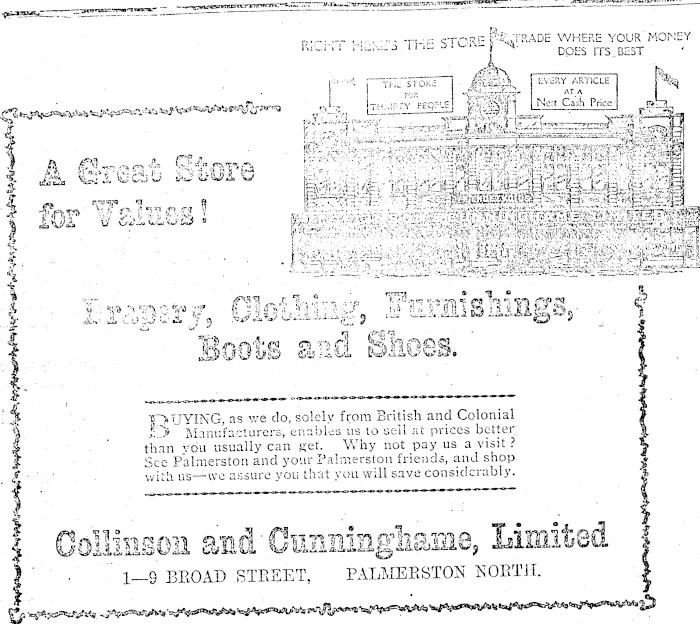 RIGHT HERE'S THE STORE TRADE WHERE YOUR MONEY
DOES ITS BEST
THE STORE
FOR
THRIFTY PEOPLE
EVERY ARTICLE
AT A
Nett Cash Price
A Great Store
for Values!
Drapery, Clothing, Furnishings,
Boots and Shoes.
BUYING, as we do, solely from British and Colonial
Manufacturers, enables us to sell at prices better
than you usually can get. Why not pay us a visit?
See Palmerston and your Palmerston friends, and shop
with us—we assure you that you will save considerably.
Collinson and Cunninghame, Limited
1—9 BROAD STREET, PALMERSTON NORTH.